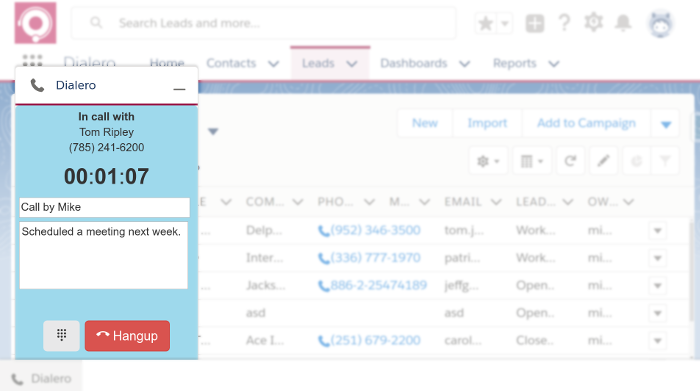 Search Leads and more...
Dialero Home Contacts Leads Dashboards Reports
Dialero
In call with
Tom Ripley
(785) 241-6200
00:01:07
Call by Mike
Scheduled a meeting next week.
Hangup
New Import Add to Campaign
COM... PHO... M... EMAIL LEAD... OW...
Delp... (952) 346-3500 tom.j... Work... mi...
Inter... (336) 777-1970 patri... Work... mi...
Jacks... 886-2-25474189 jeffg... Open.. mi...
asd asd Open.. mi...
Ace I... (251) 679-2200 carol... Close.. mi...
Dialero